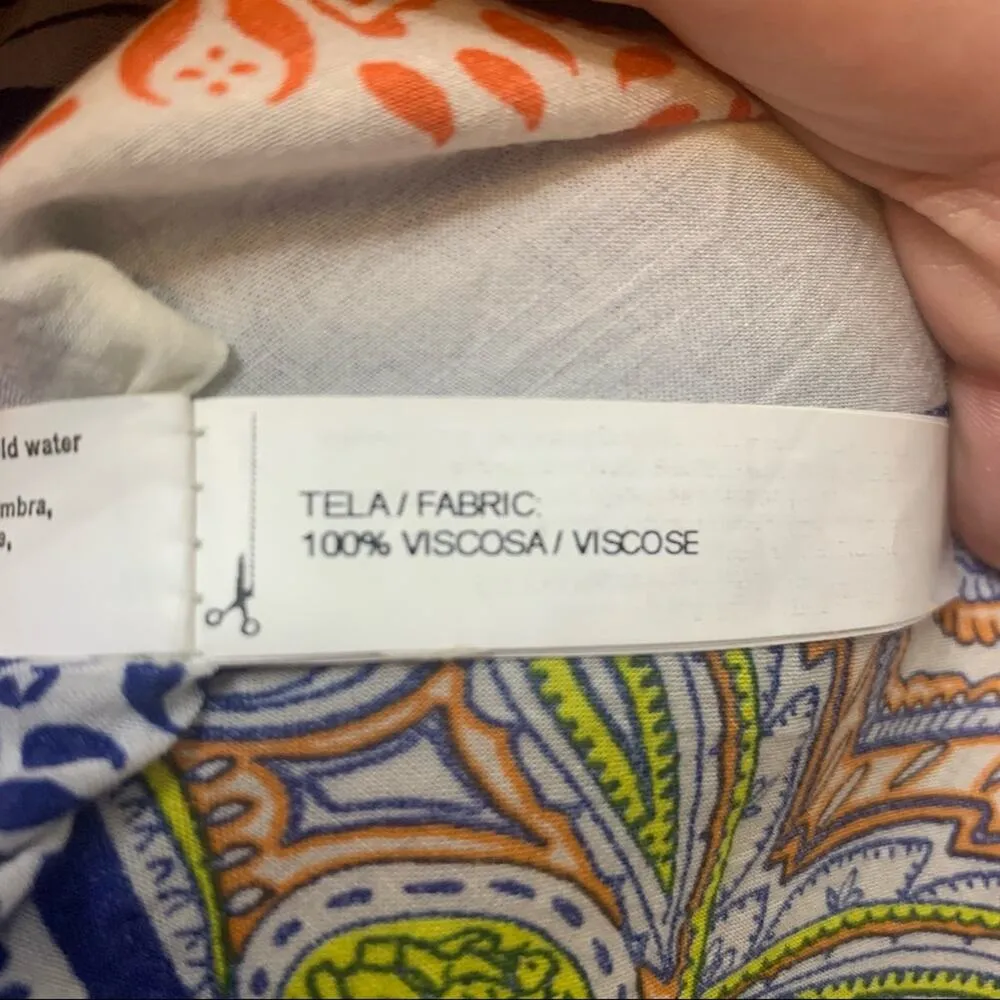 ld water
mbra,
TELA / FABRIC:
100% VISCOSA / VISCOSE